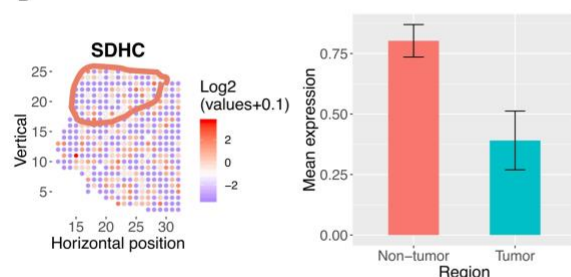 SDHC
25
20
15
10
5
Vertical
15 20 25 30
Horizontal position
Log2
(values+0.1)
2
0
−2
0.75
0.50
0.25
0.00
Mean expression
Non−tumor Tumor
Region